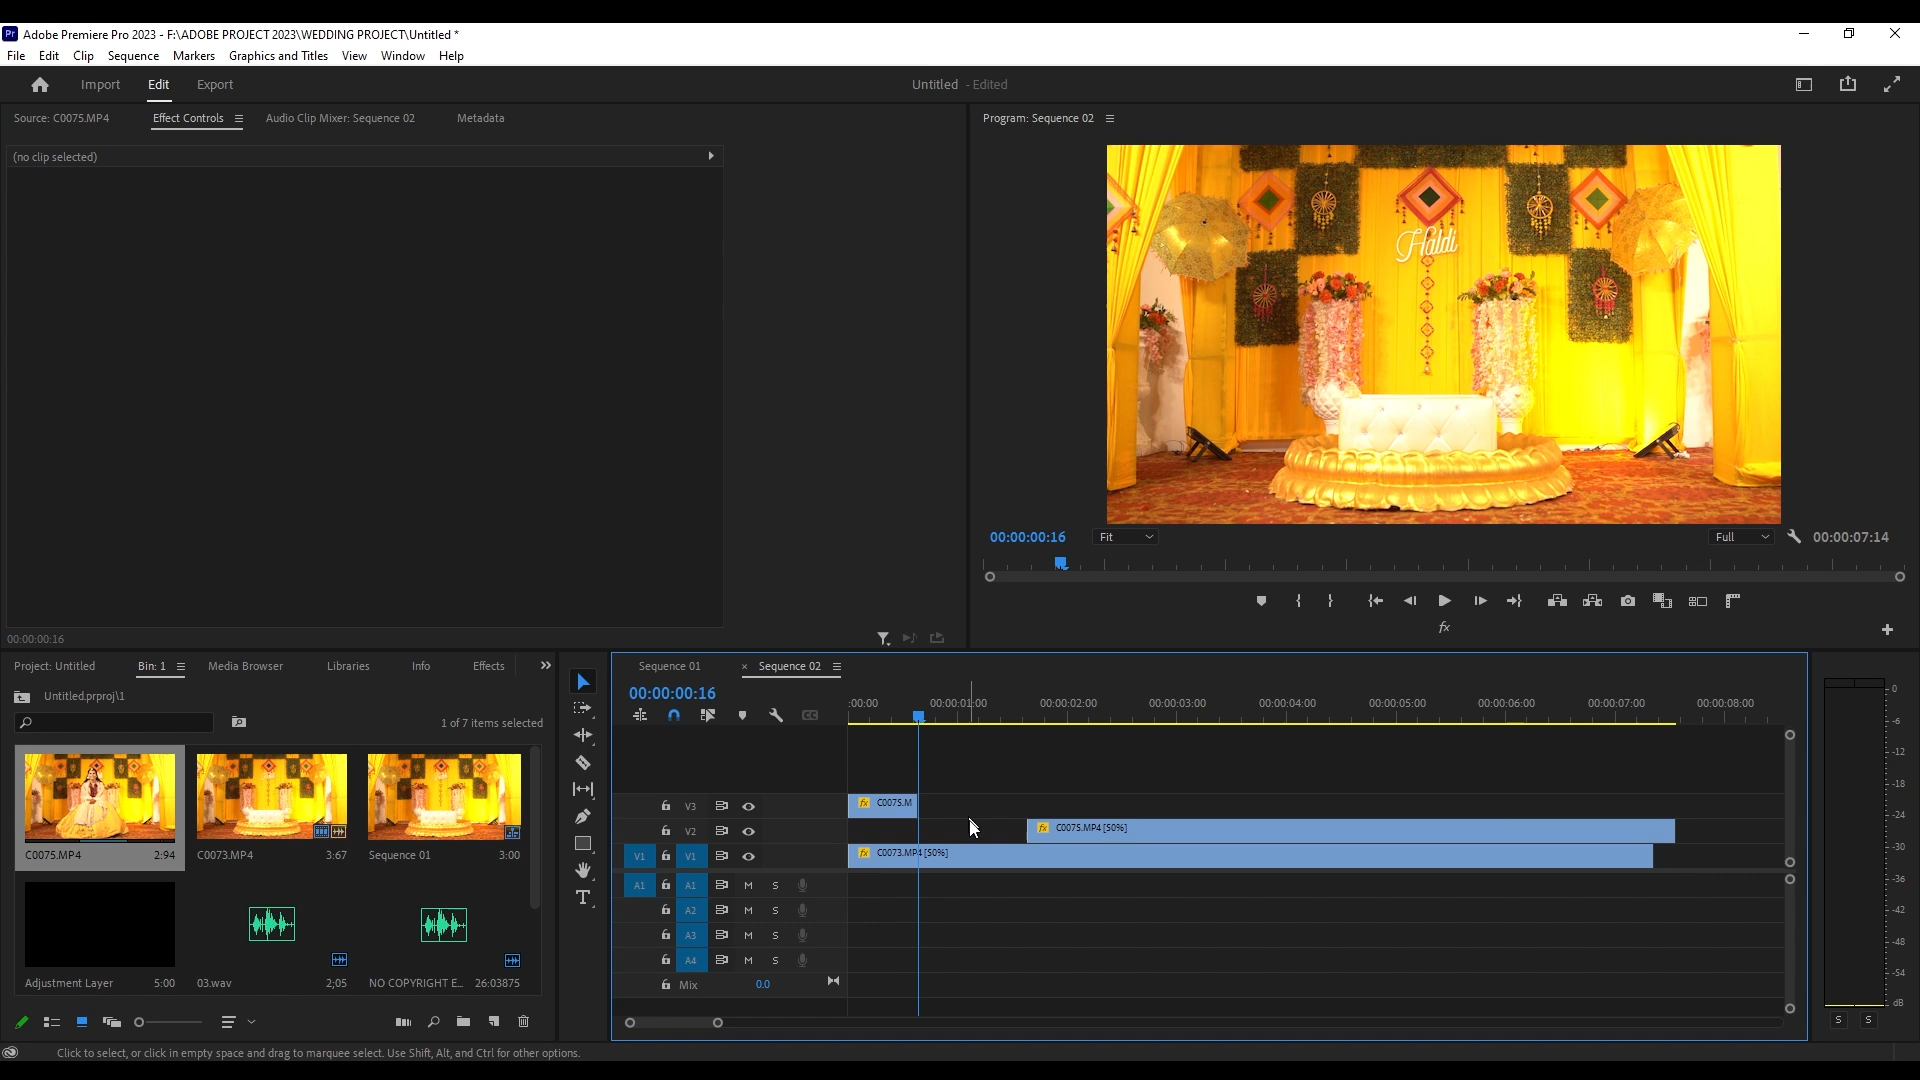 Pr Adobe Premiere Pro 2023 - F:\ADOBE PROJECT 2023\WEDDING PROJECT\Untitled *
File Edit Clip Sequence Markers Graphics and Titles View Window Help
Import Edit Export
Untitled - Edited
Source: C0075.MP4 Effect Controls Audio Clip Mixer: Sequence 02 Metadata
(no clip selected)
00:00:00:16
Program: Sequence 02
Haldi
00:00:00:16 Fit Full 00:00:07:14
fx
Project: Untitled Bin: 1 Media Browser Libraries Info Effects
Untitled.prproj\1
1 of 7 items selected
C0075.MP4 2:94
C0073.MP4 3:67
Sequence 01 3:00
Adjustment Layer 5:00
03.wav 2;05
NO COPYRIGHT E... 26:03875
Sequence 01 × Sequence 02
00:00:00:16
:00:00 00:00:01:00 00:00:02:00 00:00:03:00 00:00:04:00 00:00:05:00 00:00:06:00 00:00:07:00 00:00:08:00
V3 fx C0075.M
V2 fx C0075.MP4 [50%]
V1 V1 fx C0073.MP4 [50%]
A1 A1 M S
A2 M S
A3 M S
A4 M S
Mix 0.0
0
-6
-12
-18
-24
-30
-36
-42
-48
-54
dB
S S
Click to select, or click in empty space and drag to marquee select. Use Shift, Alt, and Ctrl for other options.